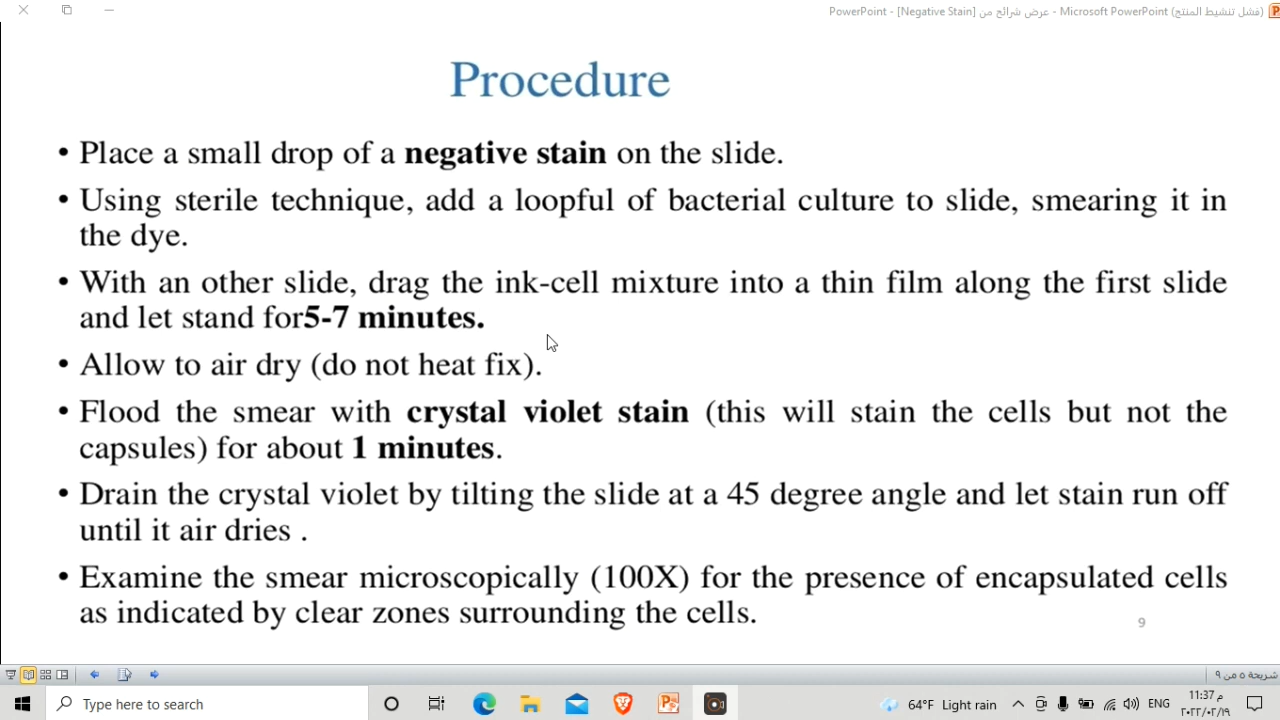 PowerPoint - [Negative Stain] عرض شرائح من - Microsoft PowerPoint (فشل تنشيط المنتج)
Procedure
• Place a small drop of a negative stain on the slide.
• Using sterile technique, add a loopful of bacterial culture to slide, smearing it in
the dye.
• With an other slide, drag the ink-cell mixture into a thin film along the first slide
and let stand for5-7 minutes.
• Allow to air dry (do not heat fix).
• Flood the smear with crystal violet stain (this will stain the cells but not the
capsules) for about 1 minutes.
• Drain the crystal violet by tilting the slide at a 45 degree angle and let stain run off
until it air dries .
• Examine the smear microscopically (100X) for the presence of encapsulated cells
as indicated by clear zones surrounding the cells.
9
شريحة ٥ من ٩
Type here to search
64°F Light rain
ENG
11:37 م
٢٠٢٢/٠٢/١٩